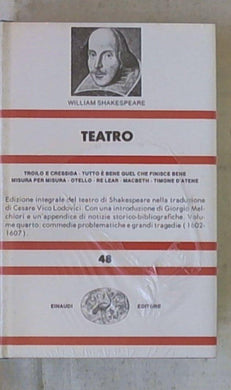 WILLIAM SHAKESPEARE
TEATRO
TROILO E CRESSIDA - TUTTO È BENE QUEL CHE FINISCE BENE
MISURA PER MISURA - OTELLO - RE LEAR - MACBETH - TIMONE D'ATENE
Edizione integrale del teatro di Shakespeare nella traduzione
di Cesare Vico Lodovici. Con una introduzione di Giorgio Mel-
chiori e un'appendice di notizie storico-bibliografiche. Volu-
me quarto: commedie problematiche e grandi tragedie (1602-
1607).
48
EINAUDI EDITORE